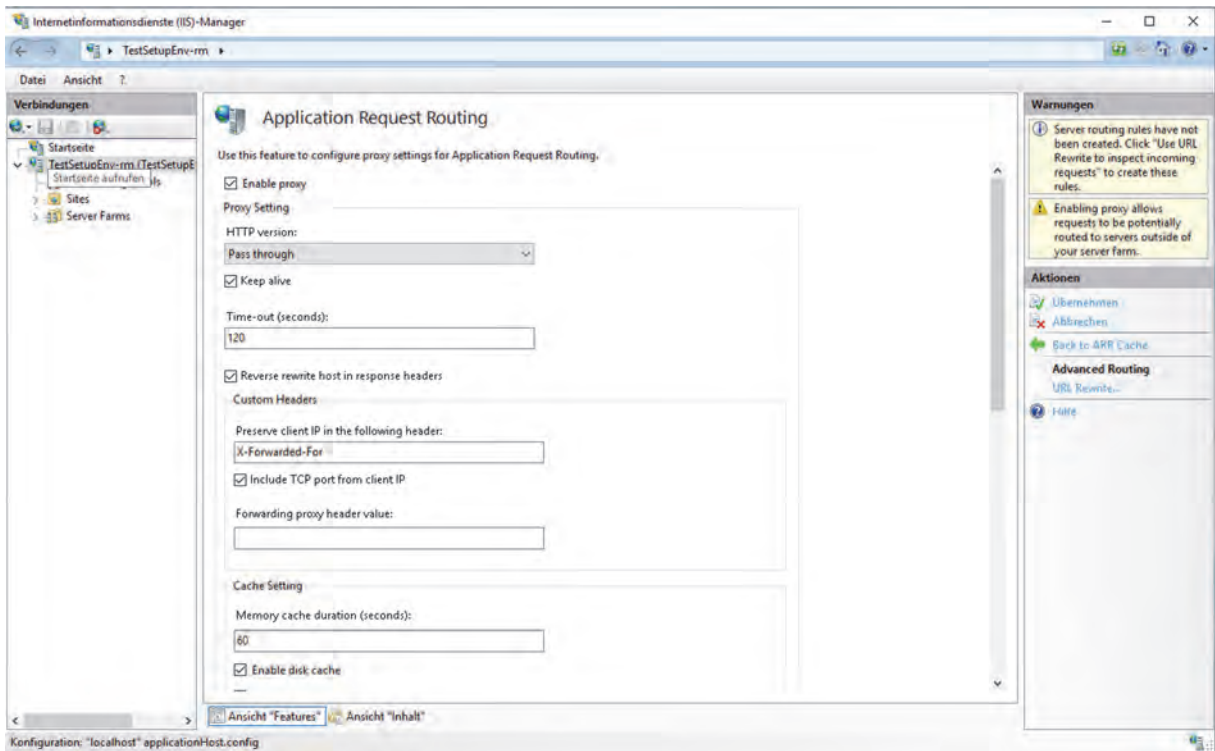 Internetinformationsdienste (IIS)-Manager
TestSetupEnv-rm
Datei Ansicht ?
Verbindungen
Startseite
TestSetupEnv-rm (TestSetupE
Startseite aufrufen
Sites
Server Farms
Application Request Routing
Use this feature to configure proxy settings for Application Request Routing.
Enable proxy
Proxy Setting
HTTP version:
Pass through
Keep alive
Time-out (seconds):
120
Reverse rewrite host in response headers
Custom Headers
Preserve client IP in the following header:
X-Forwarded-For
Include TCP port from client IP
Forwarding proxy header value:
Cache Setting
Memory cache duration (seconds):
60
Enable disk cache
Ansicht "Features" Ansicht "Inhalt"
Warnungen
Server routing rules have not
been created. Click "Use URL
Rewrite to inspect incoming
requests" to create these
rules.
Enabling proxy allows
requests to be potentially
routed to servers outside of
your server farm.
Aktionen
Übernehmen
Abbrechen
Back to ARR Cache
Advanced Routing
URL Rewrite...
Hilfe
Konfiguration: "localhost" applicationHost.config